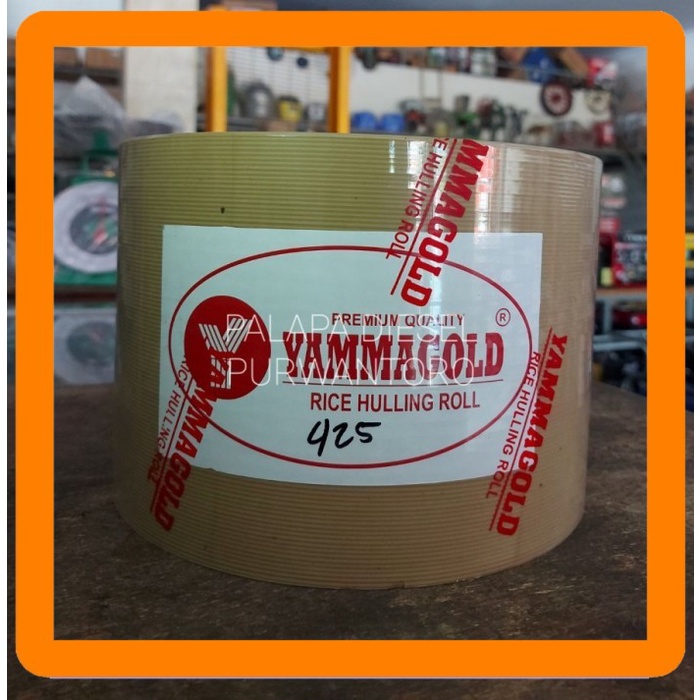 YAMMAGOLD
RICE HULLING ROLL
PREMIUM QUALITY
®
YAMMAGOLD
RICE HULLING ROLL
425
PALAPA DIESEL
PURWANTORO
RICE HULLING ROLL
YAMMAGOLD
YAMMAGOLD
RICE HULLING ROLL